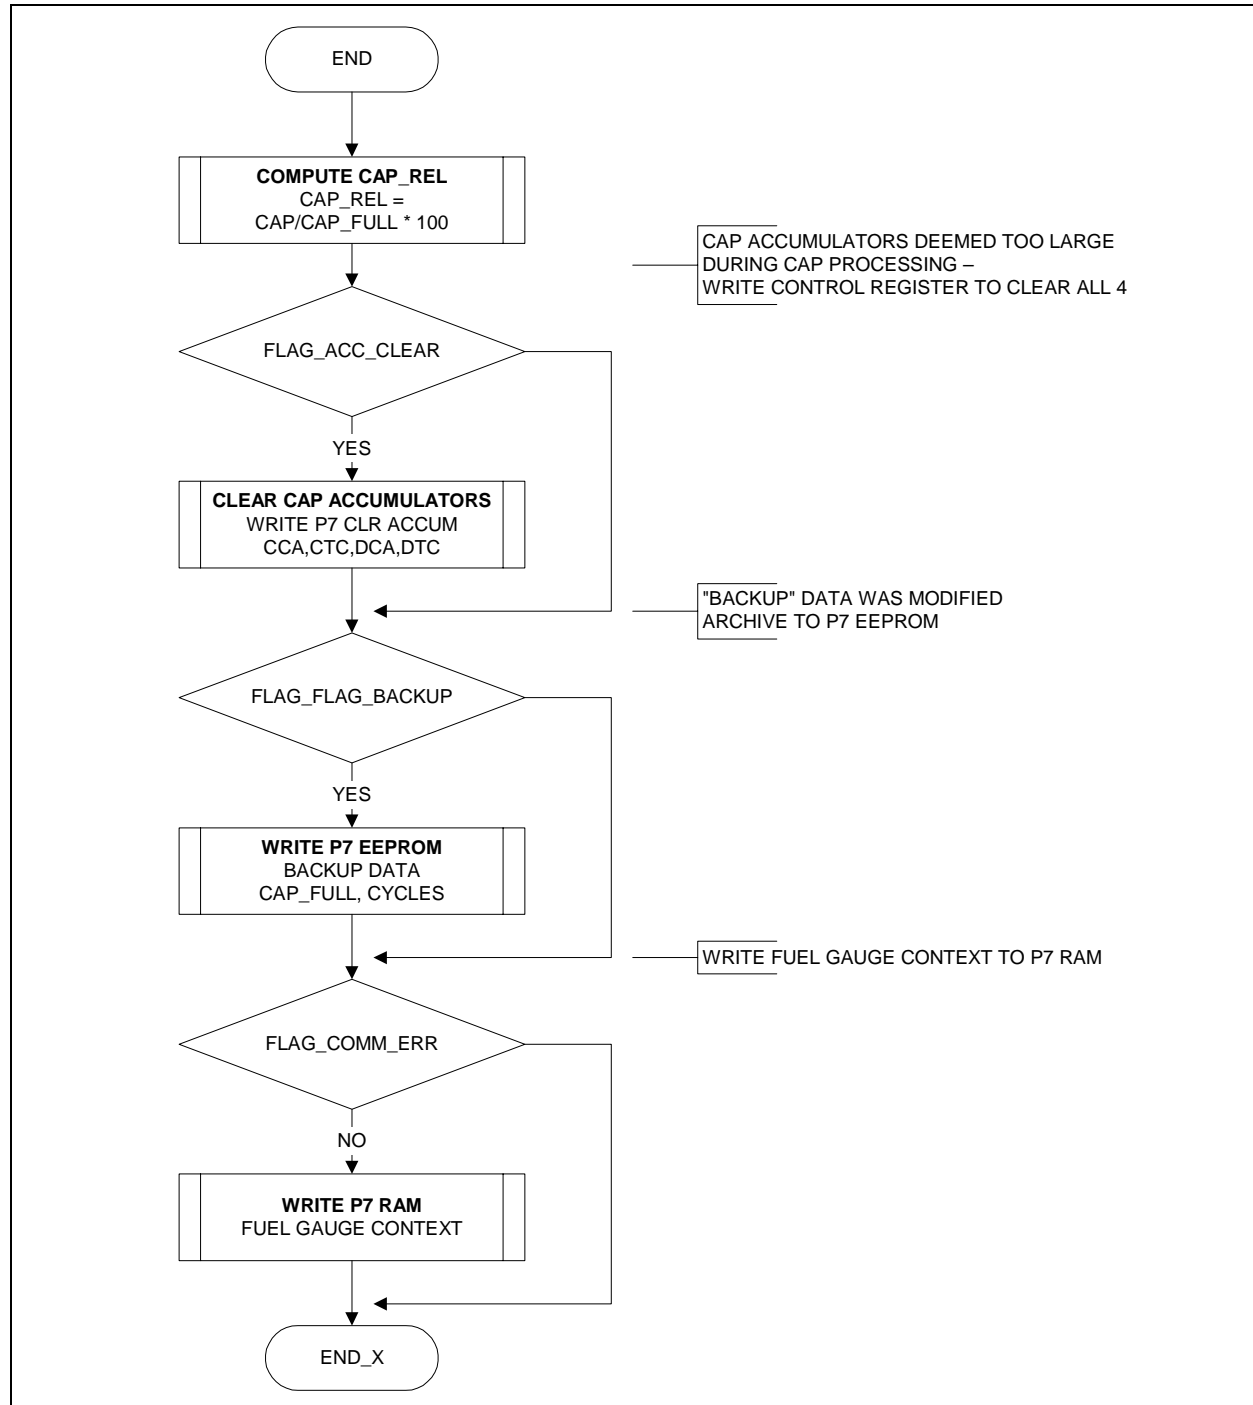 END
COMPUTE CAP_REL
CAP_REL =
CAP/CAP_FULL * 100
CAP ACCUMULATORS DEEMED TOO LARGE
DURING CAP PROCESSING –
WRITE CONTROL REGISTER TO CLEAR ALL 4
FLAG_ACC_CLEAR
YES
CLEAR CAP ACCUMULATORS
WRITE P7 CLR ACCUM
CCA,CTC,DCA,DTC
"BACKUP" DATA WAS MODIFIED
ARCHIVE TO P7 EEPROM
FLAG_FLAG_BACKUP
YES
WRITE P7 EEPROM
BACKUP DATA
CAP_FULL, CYCLES
WRITE FUEL GAUGE CONTEXT TO P7 RAM
FLAG_COMM_ERR
NO
WRITE P7 RAM
FUEL GAUGE CONTEXT
END_X